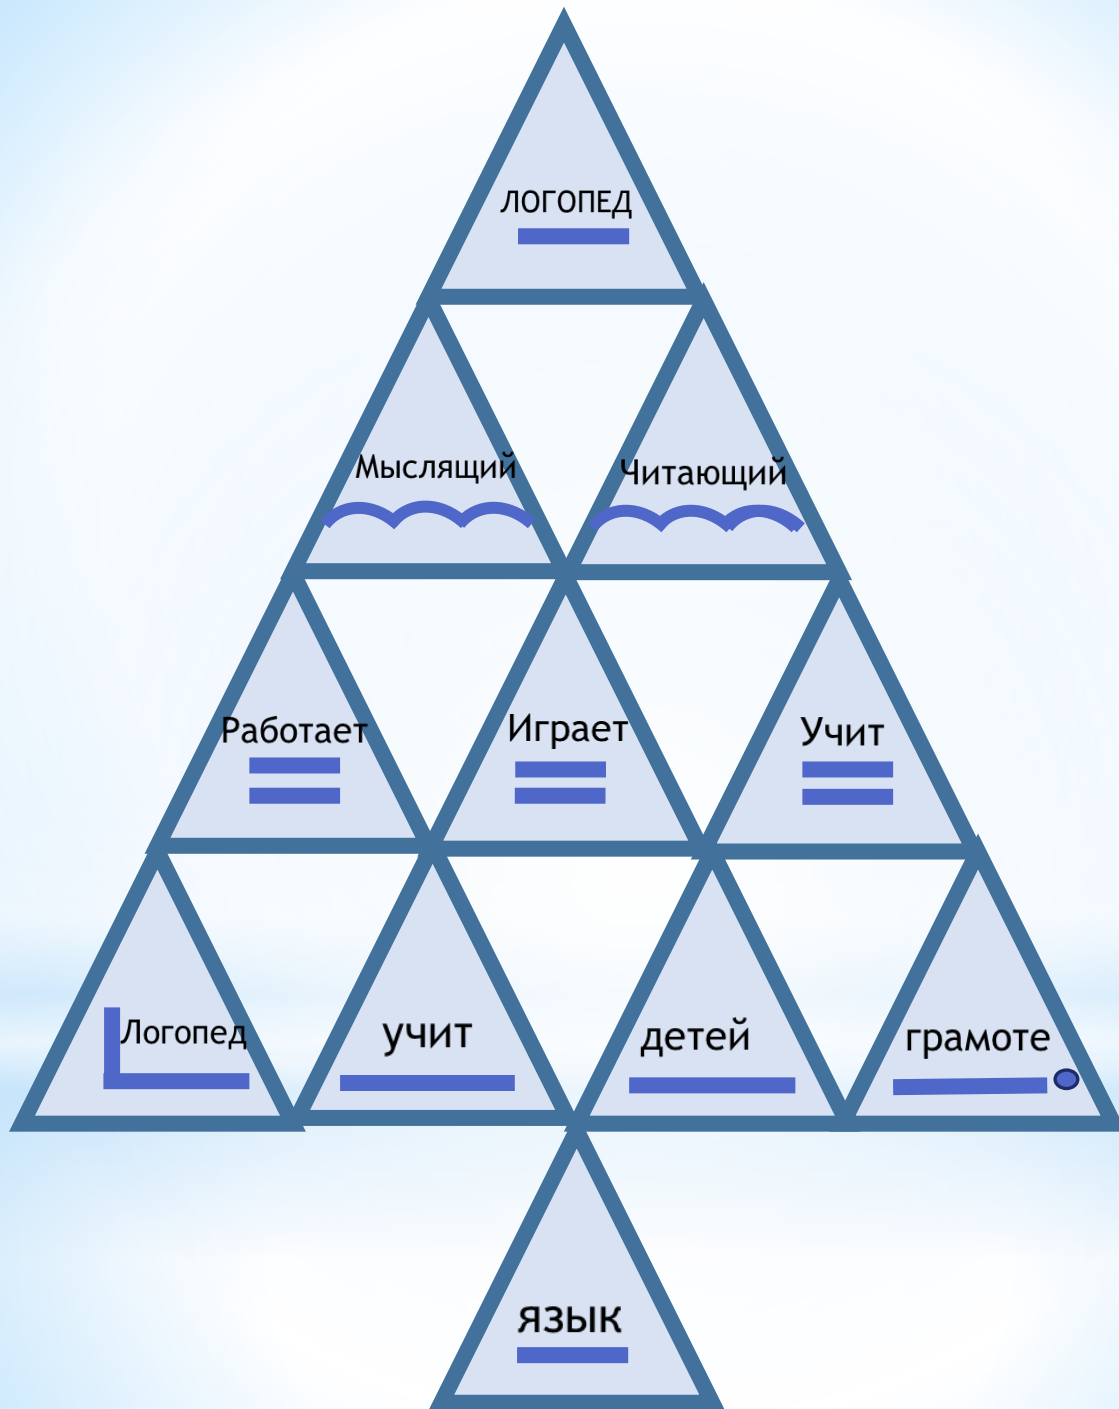 ЛОГОПЕД
Мыслящий Читающий
Работает Играет Учит
Логопед учит детей грамоте
язык